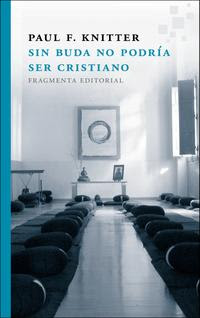 PAUL F. KNITTER
SIN BUDA NO PODRÍA
SER CRISTIANO
FRAGMENTA EDITORIAL